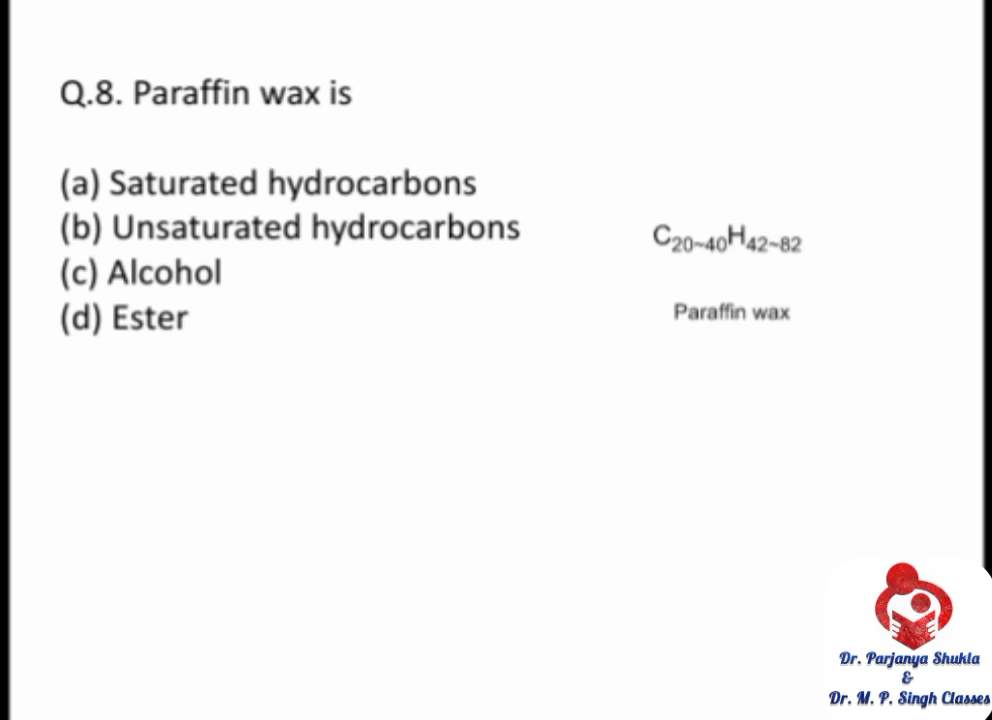 Q.8. Paraffin wax is
(a) Saturated hydrocarbons
(b) Unsaturated hydrocarbons
(c) Alcohol
(d) Ester
C₂₀~₄₀H₄₂~₈₂
Paraffin wax
Dr. Parjanya Shukla
&
Dr. M. P. Singh Classes